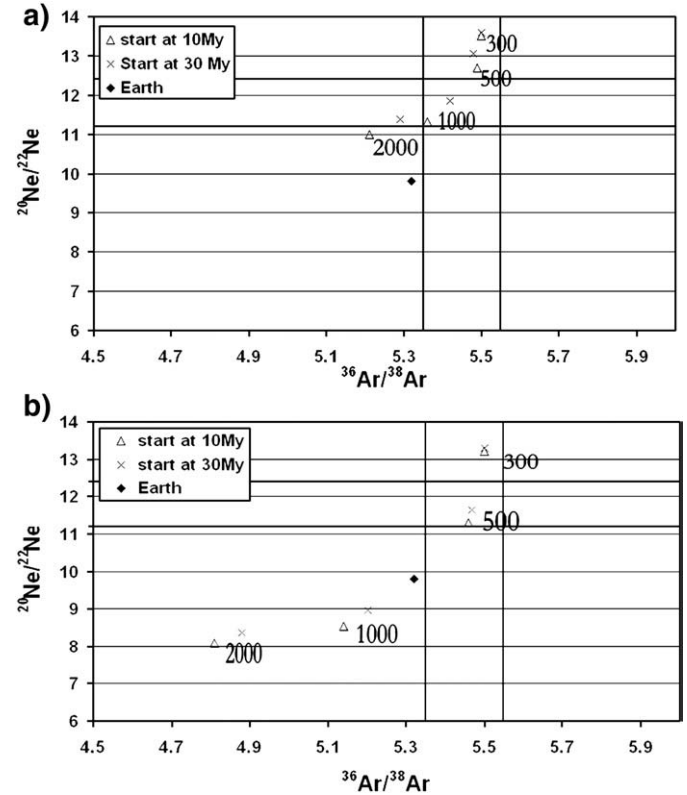 a)
14
13
12
11
10
9
8
7
6
²⁰Ne/²²Ne
△ start at 10My
× Start at 30 My
◆ Earth
300
500
1000
2000
4.5 4.7 4.9 5.1 5.3 5.5 5.7 5.9
³⁶Ar/³⁸Ar
b)
14
13
12
11
10
9
8
7
6
²⁰Ne/²²Ne
△ start at 10My
× start at 30My
◆ Earth
300
500
1000
2000
4.5 4.7 4.9 5.1 5.3 5.5 5.7 5.9
³⁶Ar/³⁸Ar